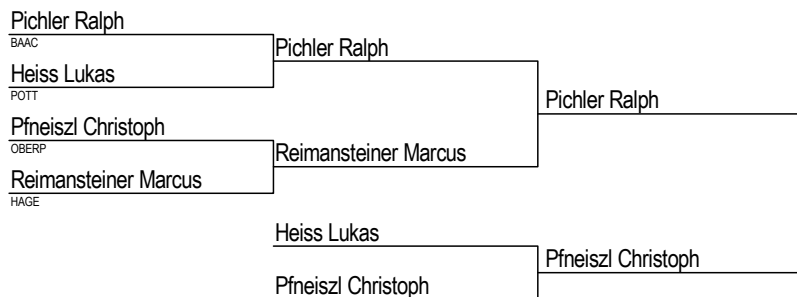 Pichler Ralph
BAAC
Pichler Ralph
Heiss Lukas
POTT
Pichler Ralph
Pfneiszl Christoph
OBERP
Reimansteiner Marcus
Reimansteiner Marcus
HAGE
Heiss Lukas
Pfneiszl Christoph
Pfneiszl Christoph